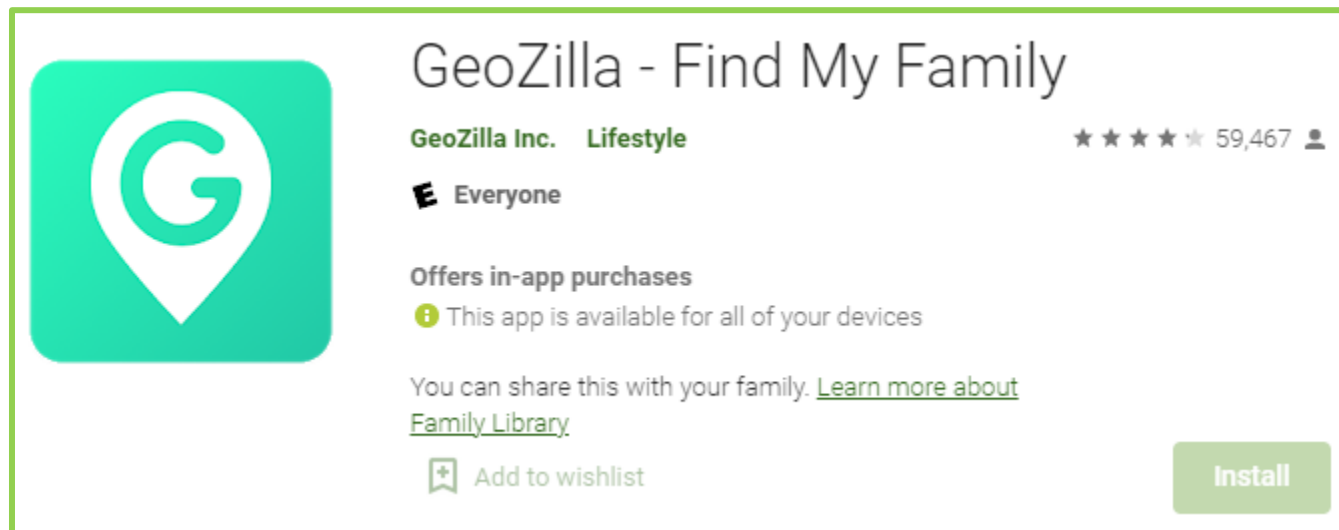 GeoZilla - Find My Family
GeoZilla Inc. Lifestyle
59,467
E Everyone
Offers in-app purchases
This app is available for all of your devices
You can share this with your family. Learn more about
Family Library
Add to wishlist
Install
G